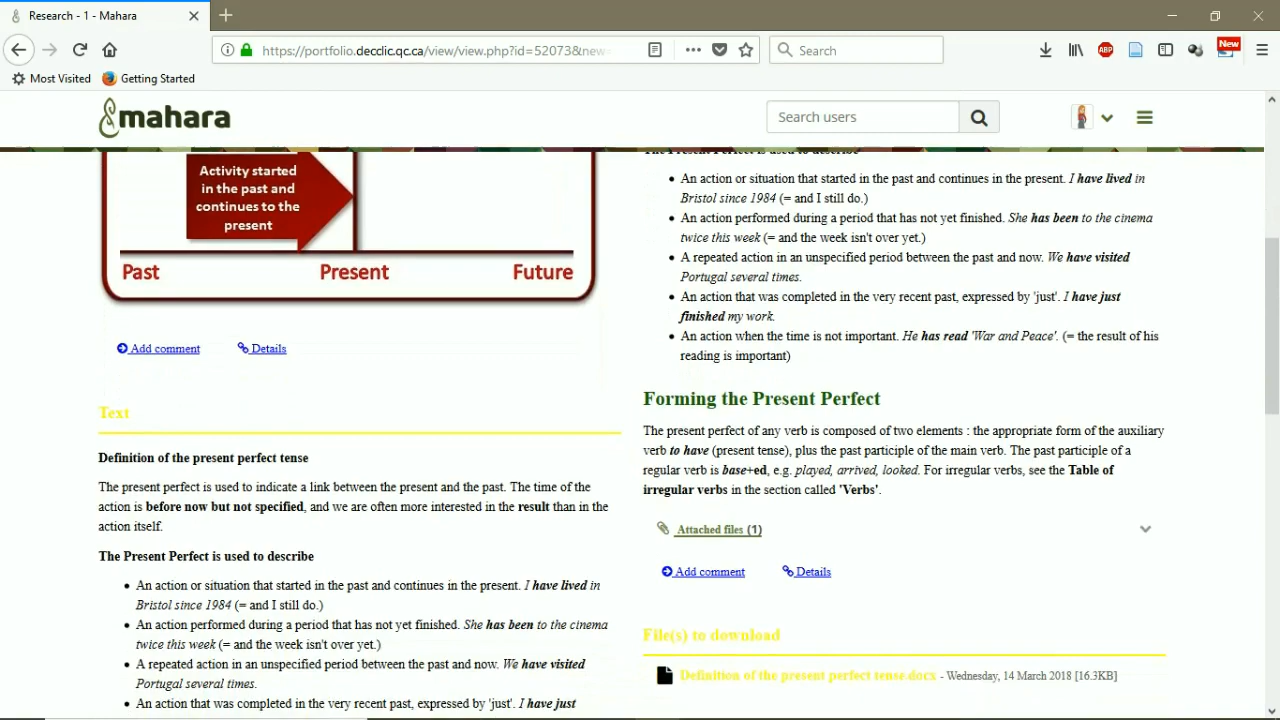 Research - 1 - Mahara
https://portfolio.decclic.qc.ca/view/view.php?id=52073&new=
Search
New
ABP
Most Visited
Getting Started
mahara
Search users
Activity started
in the past and
continues to the
present
Past Present Future
Add comment Details
Text
Definition of the present perfect tense
The present perfect is used to indicate a link between the present and the past. The time of the
action is before now but not specified, and we are often more interested in the result than in the
action itself.
The Present Perfect is used to describe
• An action or situation that started in the past and continues in the present. I have lived in
Bristol since 1984 (= and I still do.)
• An action performed during a period that has not yet finished. She has been to the cinema
twice this week (= and the week isn't over yet.)
• A repeated action in an unspecified period between the past and now. We have visited
Portugal several times.
• An action that was completed in the very recent past, expressed by 'just'. I have just
The Present Perfect is used to describe
• An action or situation that started in the past and continues in the present. I have lived in
Bristol since 1984 (= and I still do.)
• An action performed during a period that has not yet finished. She has been to the cinema
twice this week (= and the week isn't over yet.)
• A repeated action in an unspecified period between the past and now. We have visited
Portugal several times.
• An action that was completed in the very recent past, expressed by 'just'. I have just
finished my work.
• An action when the time is not important. He has read 'War and Peace'. (= the result of his
reading is important)
Forming the Present Perfect
The present perfect of any verb is composed of two elements : the appropriate form of the auxiliary
verb to have (present tense), plus the past participle of the main verb. The past participle of a
regular verb is base+ed, e.g. played, arrived, looked. For irregular verbs, see the Table of
irregular verbs in the section called 'Verbs'.
Attached files (1)
Add comment Details
File(s) to download
Definition of the present perfect tense.docx - Wednesday, 14 March 2018 [16.3KB]